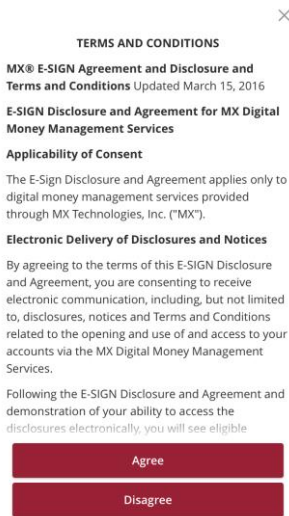 TERMS AND CONDITIONS
MX® E-SIGN Agreement and Disclosure and
Terms and Conditions Updated March 15, 2016
E-SIGN Disclosure and Agreement for MX Digital
Money Management Services
Applicability of Consent
The E-Sign Disclosure and Agreement applies only to
digital money management services provided
through MX Technologies, Inc. ("MX").
Electronic Delivery of Disclosures and Notices
By agreeing to the terms of this E-SIGN Disclosure
and Agreement, you are consenting to receive
electronic communication, including, but not limited
to, disclosures, notices and Terms and Conditions
related to the opening and use of and access to your
accounts via the MX Digital Money Management
Services.
Following the E-SIGN Disclosure and Agreement and
demonstration of your ability to access the
disclosures electronically, you will see eligible
Agree
Disagree